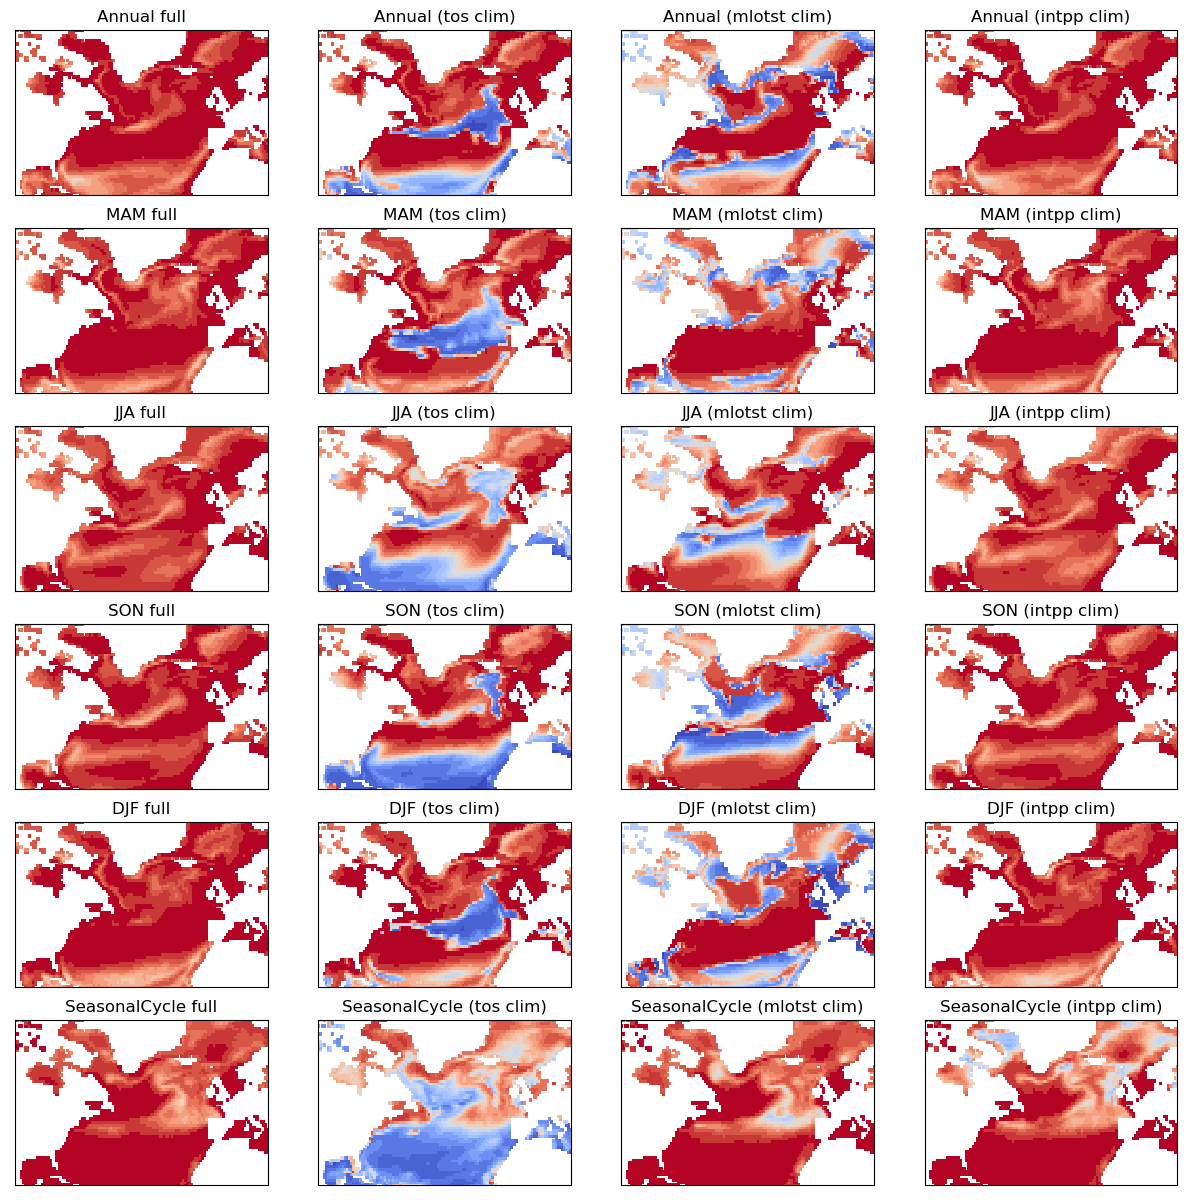 Annual full
Annual (tos clim)
Annual (mlotst clim)
Annual (intpp clim)
MAM full
MAM (tos clim)
MAM (mlotst clim)
MAM (intpp clim)
JJA full
JJA (tos clim)
JJA (mlotst clim)
JJA (intpp clim)
SON full
SON (tos clim)
SON (mlotst clim)
SON (intpp clim)
DJF full
DJF (tos clim)
DJF (mlotst clim)
DJF (intpp clim)
SeasonalCycle full
SeasonalCycle (tos clim)
SeasonalCycle (mlotst clim)
SeasonalCycle (intpp clim)